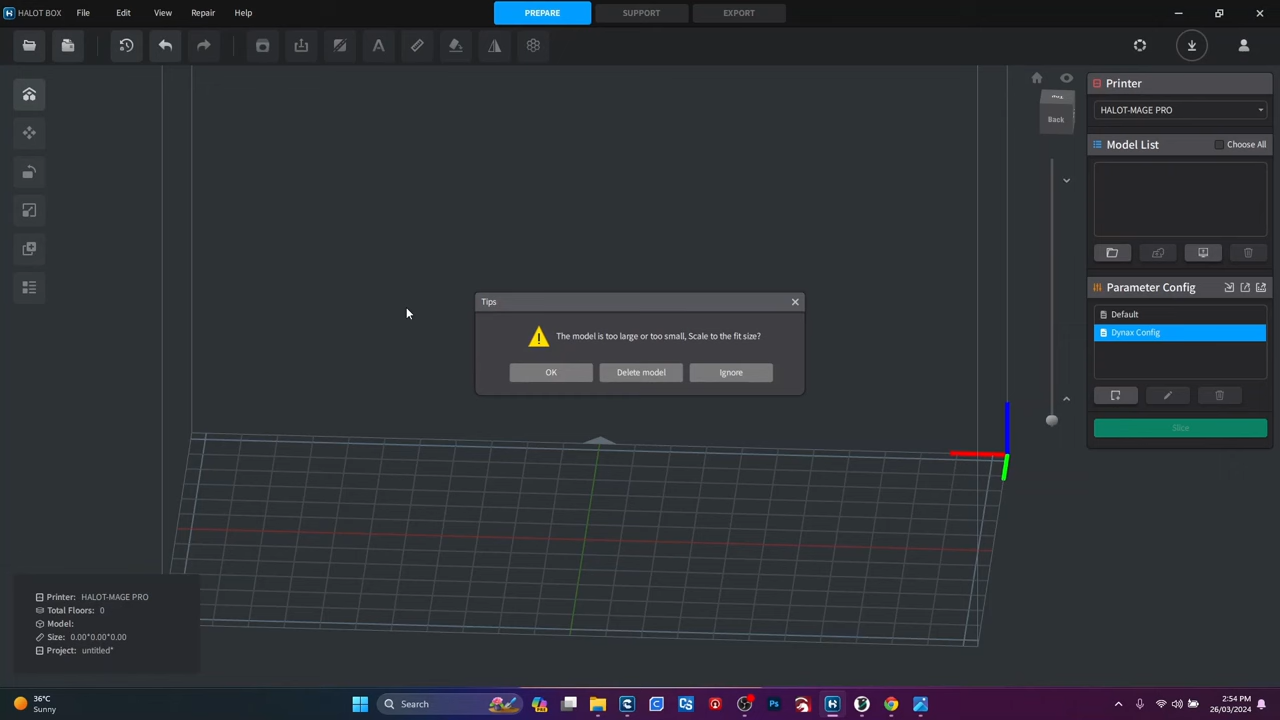 HALOT BOX File Edit View Repair Help PREPARE SUPPORT EXPORT
Printer
Back
HALOT-MAGE PRO
Model List Choose All
Tips
The model is too large or too small, Scale to the fit size?
OK Delete model Ignore
Parameter Config
Default
Dynax Config
Slice
Printer: HALOT-MAGE PRO
Total Floors: 0
Model:
Size: 0.00*0.00*0.00
Project: untitled*
36°C
Sunny
Search
2:54 PM
26/03/2024